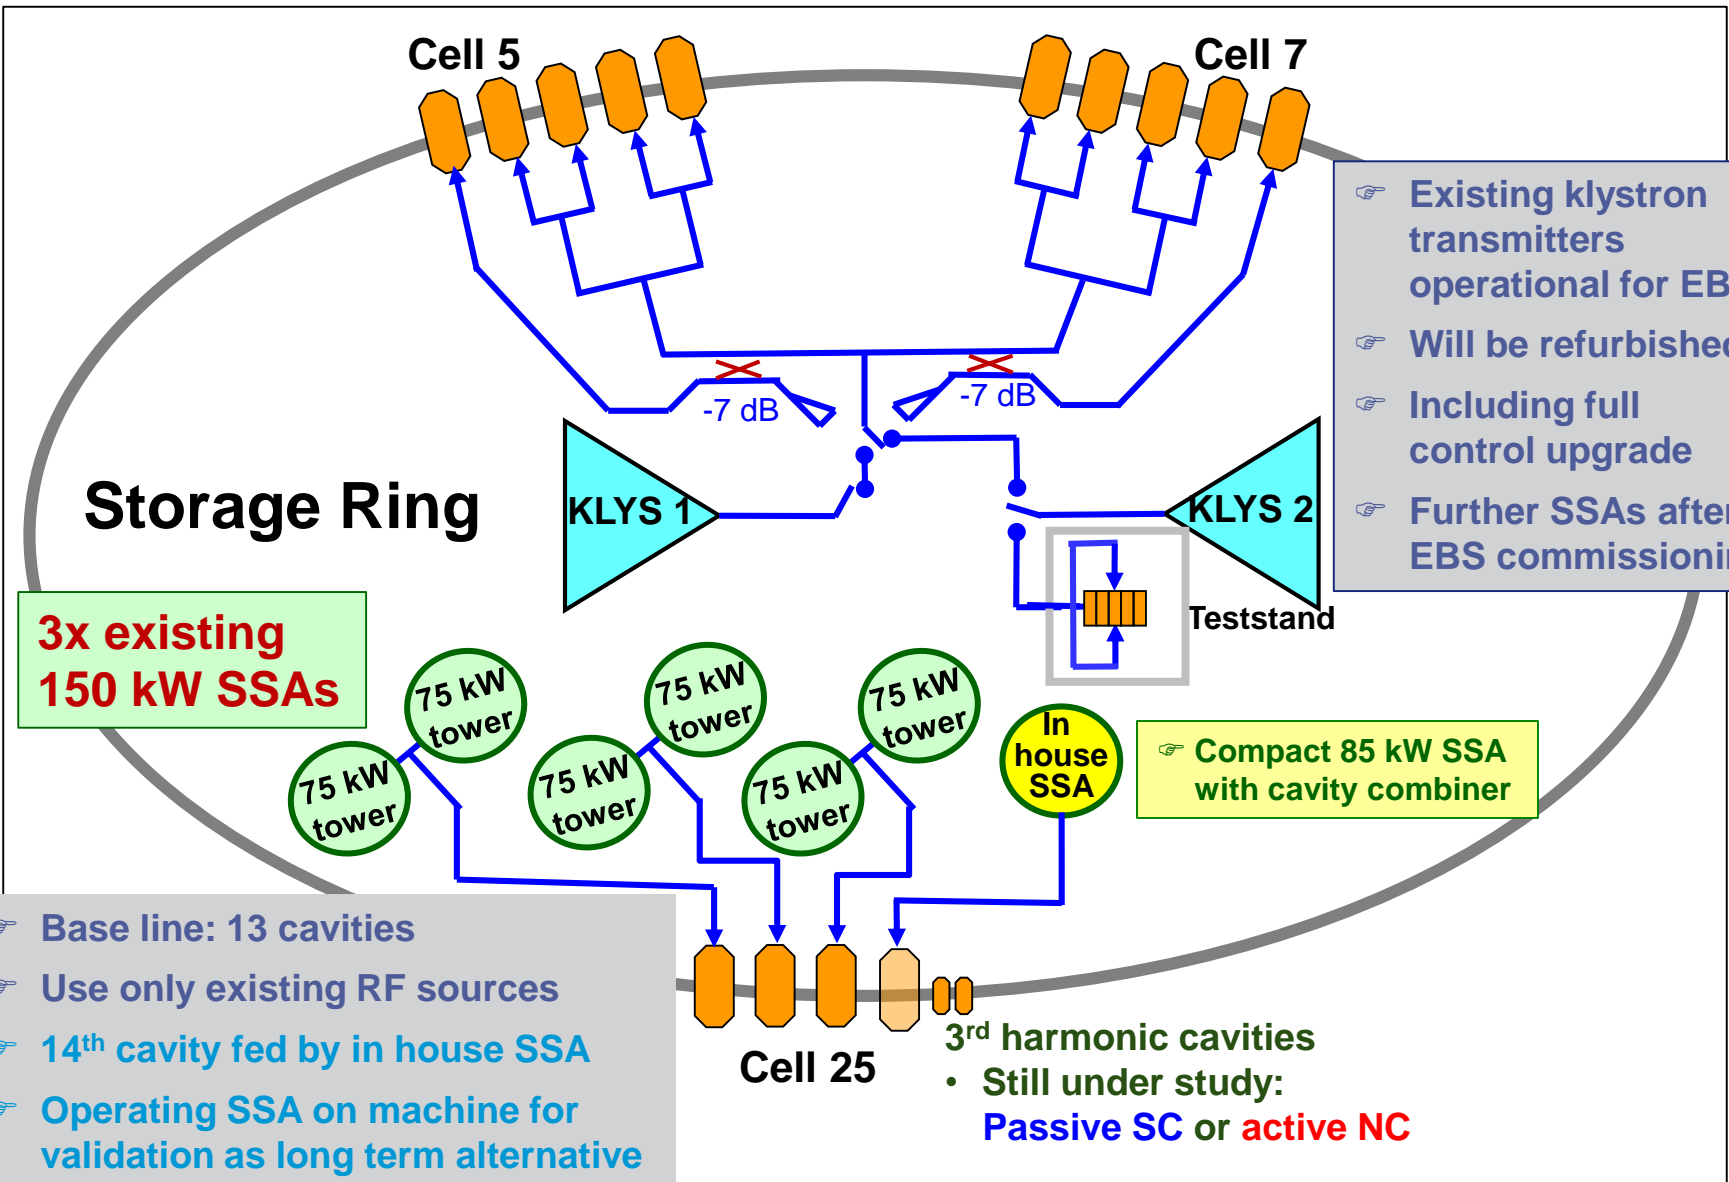 Cell 5
Cell 7
☞ Existing klystron
transmitters
operational for EB
☞ Will be refurbished
☞ Including full
control upgrade
☞ Further SSAs after
EBS commissioni
-7 dB
-7 dB
Storage Ring
KLYS 1
KLYS 2
Teststand
3x existing
150 kW SSAs
75 kW
tower
75 kW
tower
75 kW
tower
75 kW
tower
75 kW
tower
75 kW
tower
In
house
SSA
☞ Compact 85 kW SSA
with cavity combiner
☞ Base line: 13 cavities
☞ Use only existing RF sources
☞ 14th cavity fed by in house SSA
☞ Operating SSA on machine for
validation as long term alternative
Cell 25
3rd harmonic cavities
• Still under study:
Passive SC or active NC